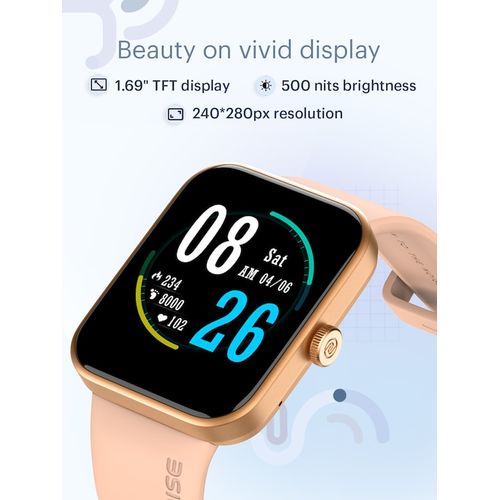 Beauty on vivid display
1.69" TFT display
500 nits brightness
240*280px resolution
08
Sat
AM 04/06
234
8000
102
26